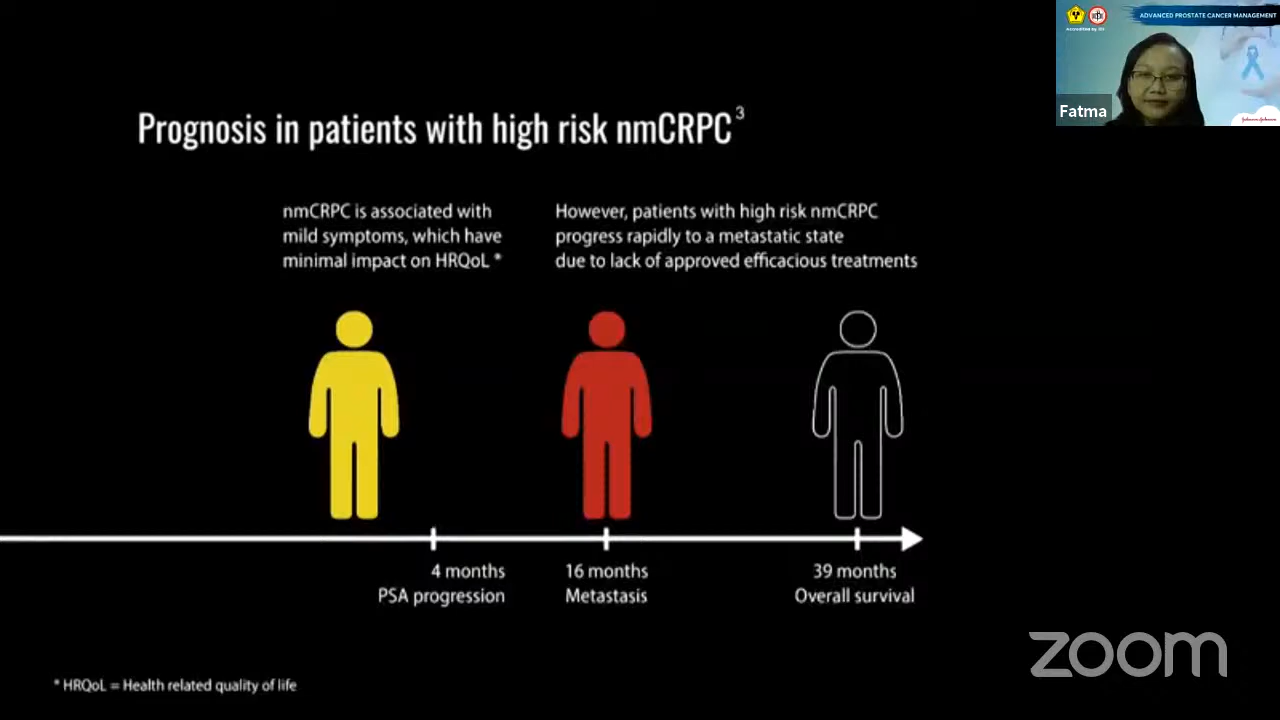 ADVANCED PROSTATE CANCER MANAGEMENT
Fatma
Prognosis in patients with high risk nmCRPC 3
nmCRPC is associated with
mild symptoms, which have
minimal impact on HRQoL *
However, patients with high risk nmCRPC
progress rapidly to a metastatic state
due to lack of approved efficacious treatments
4 months
PSA progression
16 months
Metastasis
39 months
Overall survival
zoom
* HRQoL = Health related quality of life